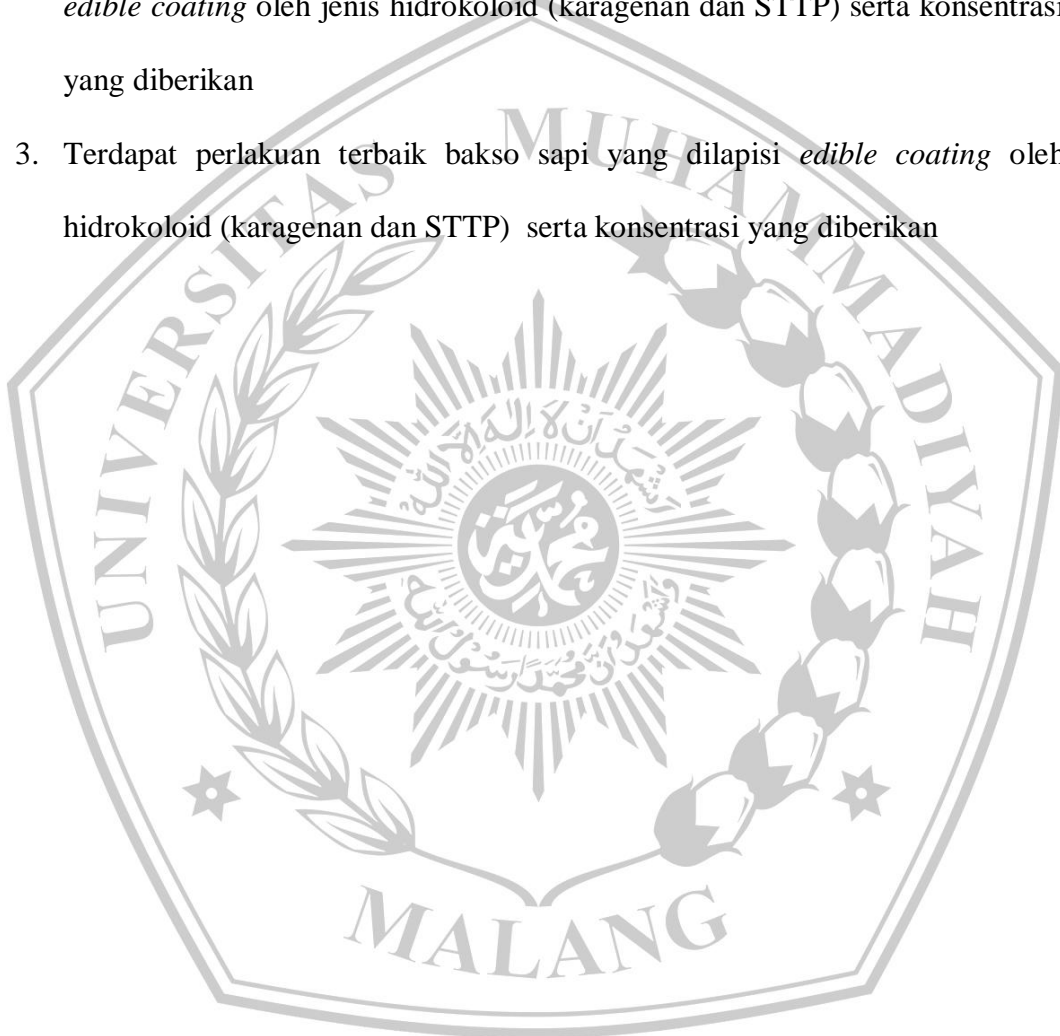 edible coating oleh jenis hidrokoloid (karagenan dan STTP) serta konsentrasi
yang diberikan
3. Terdapat perlakuan terbaik bakso sapi yang dilapisi edible coating oleh
hidrokoloid (karagenan dan STTP) serta konsentrasi yang diberikan
UNIVERSITAS MUHAMMADIYAH
MALANG